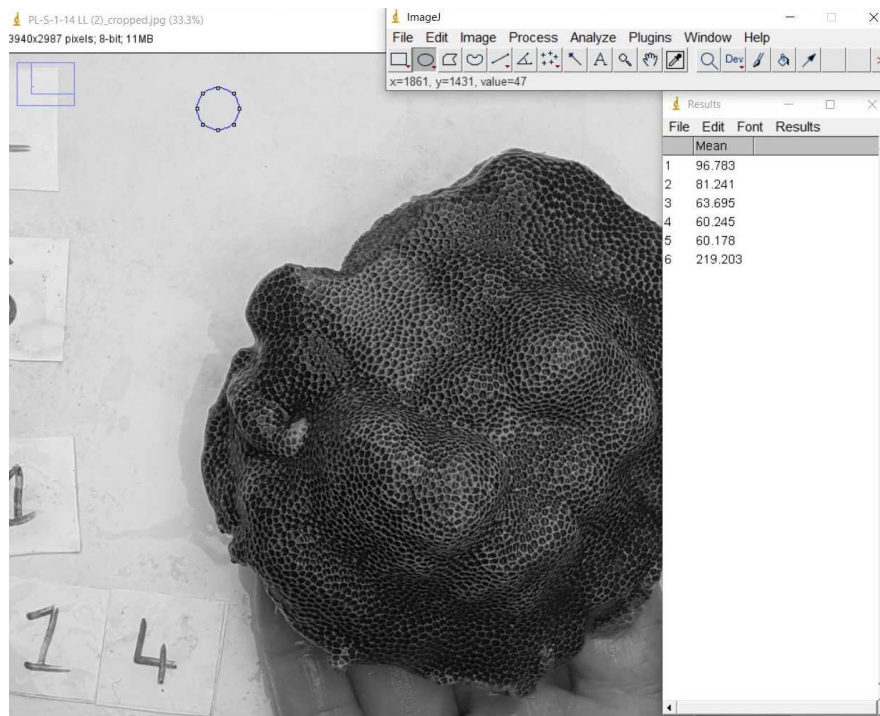 PL-S-1-14 LL (2)_cropped.jpg (33.3%)
3940x2987 pixels; 8-bit; 11MB
ImageJ
File Edit Image Process Analyze Plugins Window Help
A Dev
x=1861, y=1431, value=47
Results
File Edit Font Results
Mean
1 96.783
2 81.241
3 63.695
4 60.245
5 60.178
6 219.203
1 4